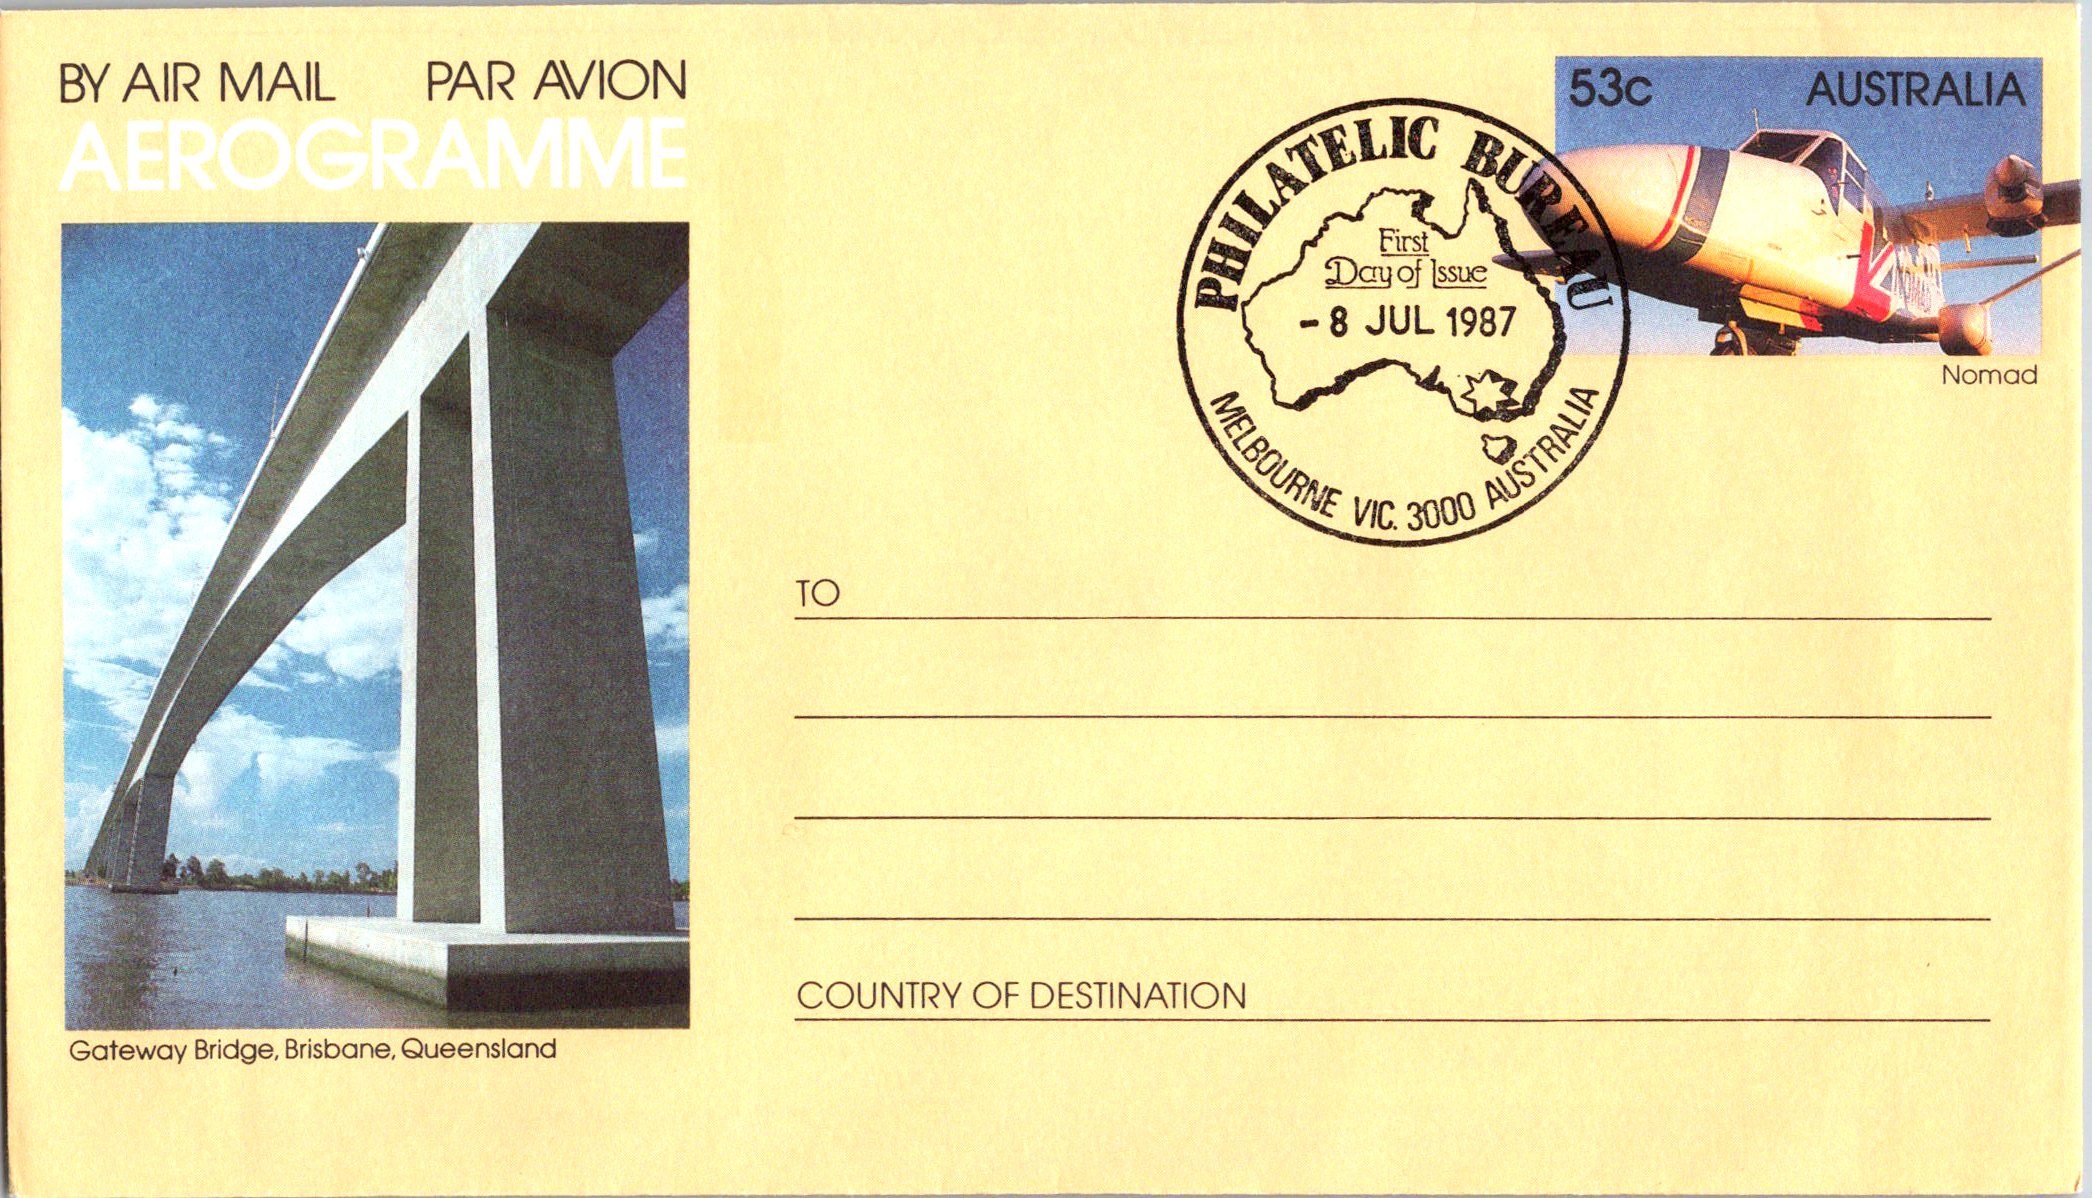 BY AIR MAIL PAR AVION
AEROGRAMME
Gateway Bridge, Brisbane, Queensland
PHILATELIC BUREAU
First
Day of Issue
- 8 JUL 1987
MELBOURNE VIC. 3000 AUSTRALIA
53c AUSTRALIA
Nomad
TO
COUNTRY OF DESTINATION